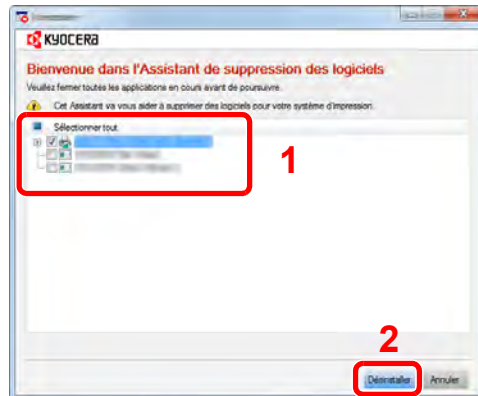 KYOCERA
Bienvenue dans l'Assistant de suppression des logiciels
Veuillez fermer toutes les applications en cours avant de poursuivre.
Cet Assistant va vous aider à supprimer des logiciels pour votre système d'impression.
Sélectionner tout
1
2
Désinstaller Annuler